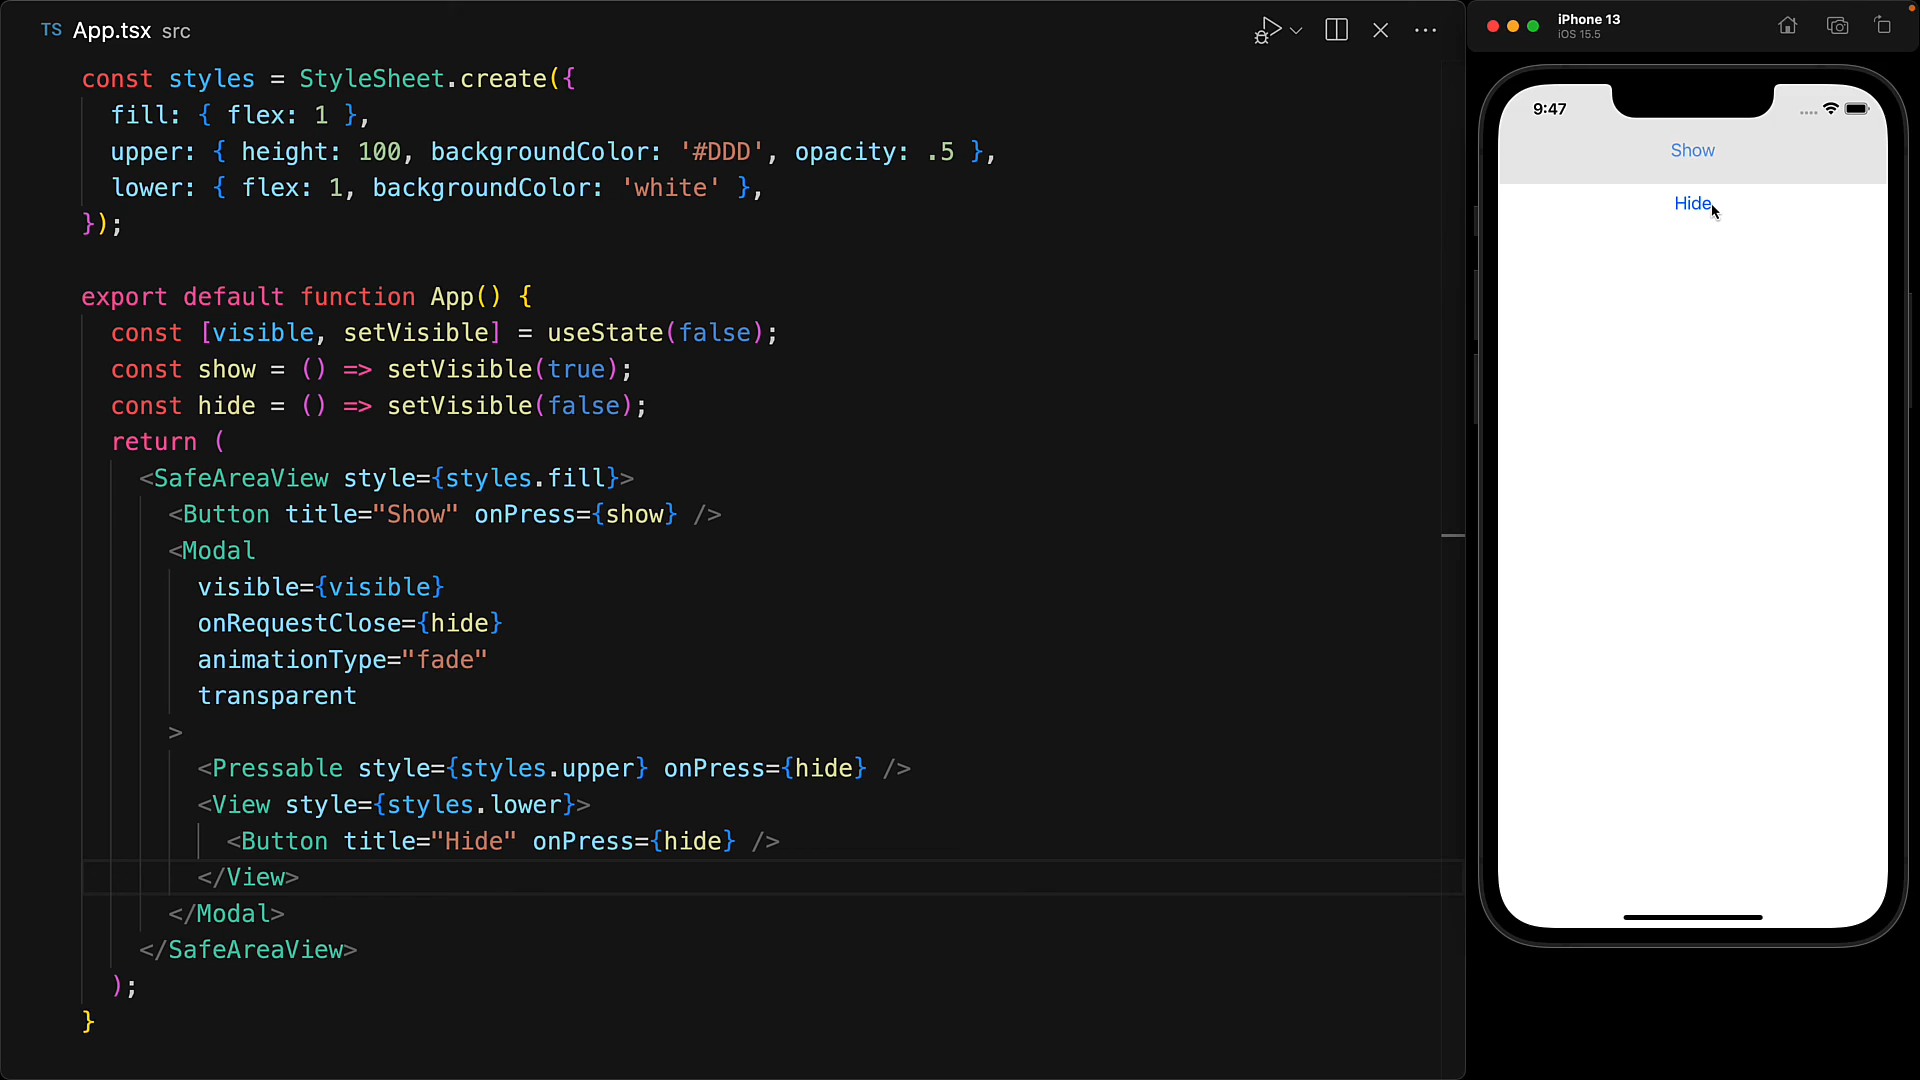 TS App.tsx src
const styles = StyleSheet.create({
fill: { flex: 1 },
upper: { height: 100, backgroundColor: '#DDD', opacity: .5 },
lower: { flex: 1, backgroundColor: 'white' },
});
export default function App() {
const [visible, setVisible] = useState(false);
const show = () => setVisible(true);
const hide = () => setVisible(false);
return (
<SafeAreaView style={styles.fill}>
<Button title="Show" onPress={show} />
<Modal
visible={visible}
onRequestClose={hide}
animationType="fade"
transparent
>
<Pressable style={styles.upper} onPress={hide} />
<View style={styles.lower}>
<Button title="Hide" onPress={hide} />
</View>
</Modal>
</SafeAreaView>
);
}
iPhone 13
iOS 15.5
9:47
Show
Hide